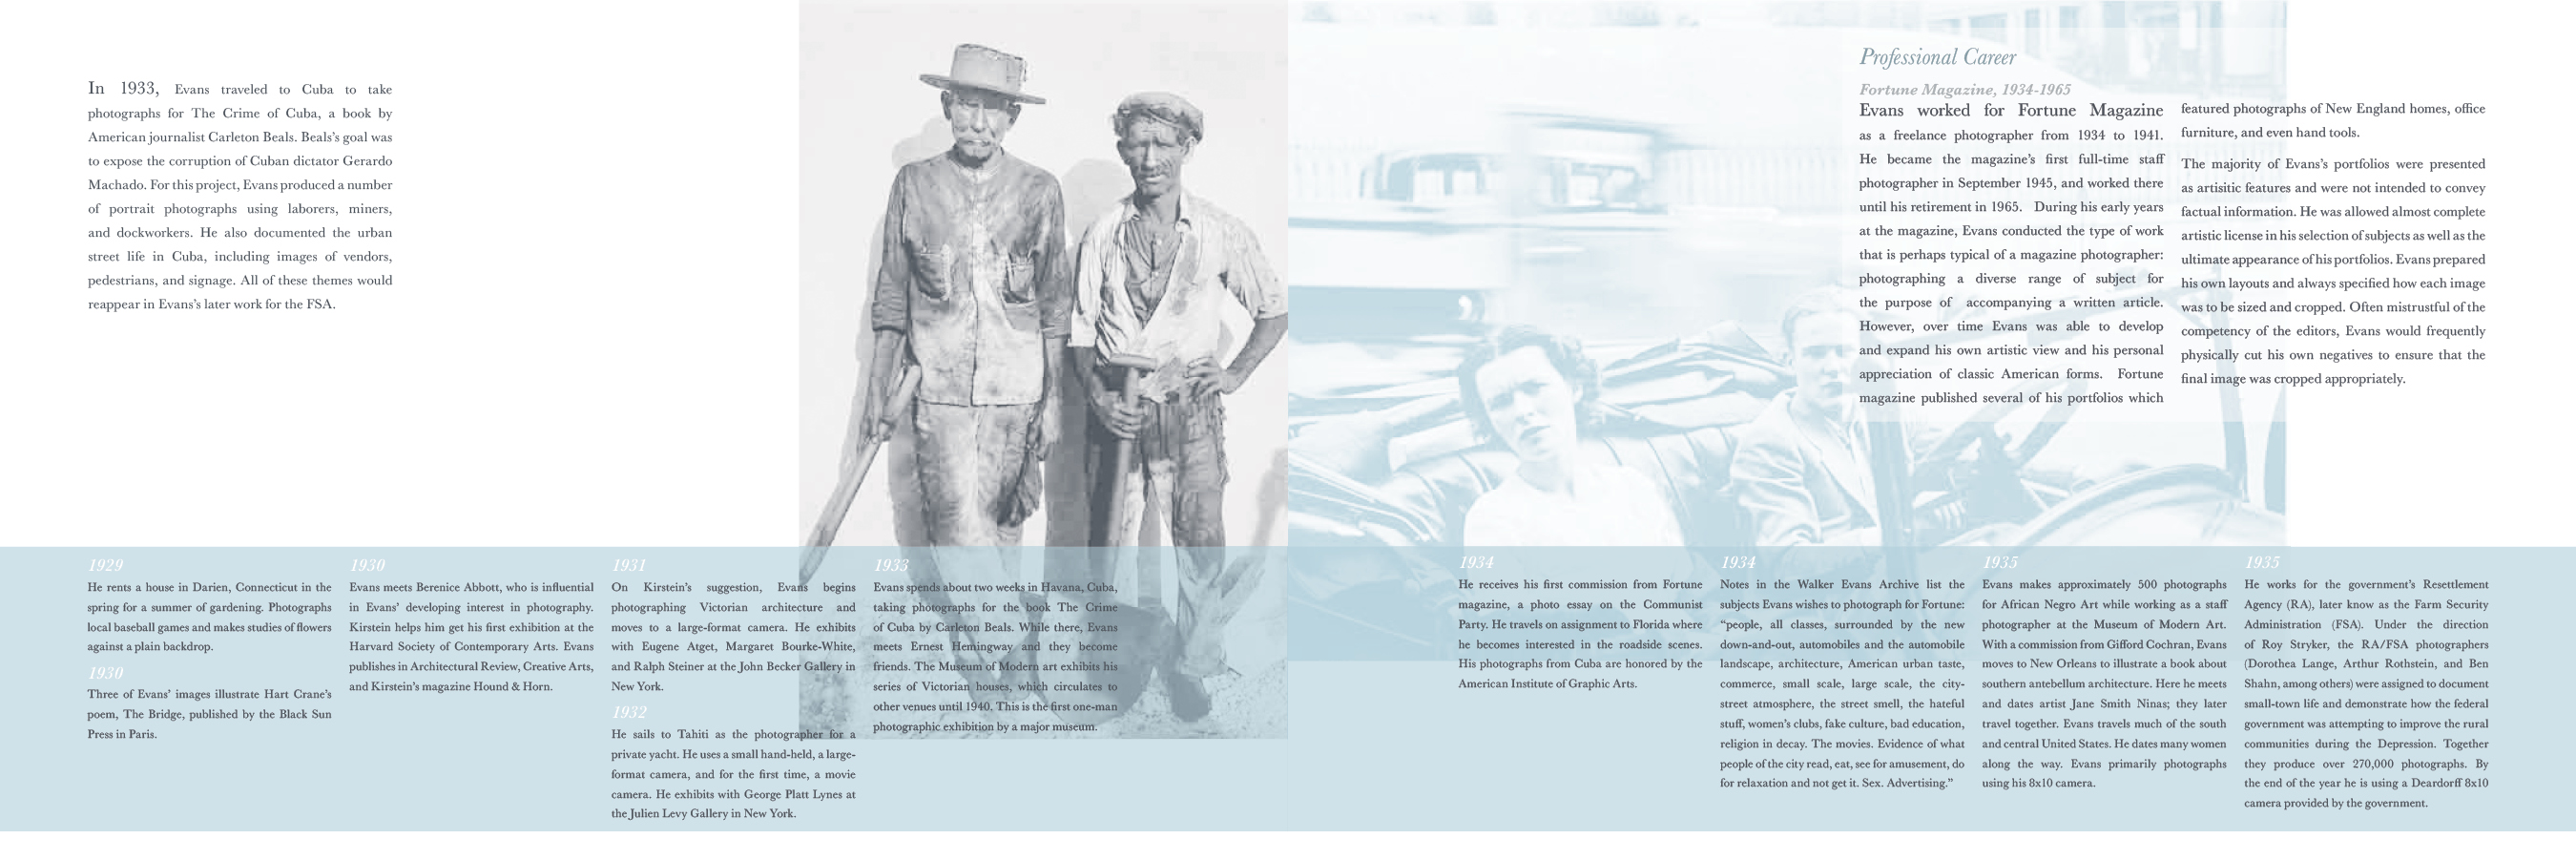 In 1933, Evans traveled to Cuba to take
photographs for The Crime of Cuba, a book by
American journalist Carleton Beals. Beals's goal was
to expose the corruption of Cuban dictator Gerardo
Machado. For this project, Evans produced a number
of portrait photographs using laborers, miners,
and dockworkers. He also documented the urban
street life in Cuba, including images of vendors,
pedestrians, and signage. All of these themes would
reappear in Evans's later work for the FSA.
Professional Career
Fortune Magazine, 1934-1965
Evans worked for Fortune Magazine
as a freelance photographer from 1934 to 1941.
He became the magazine's first full-time staff
photographer in September 1945, and worked there
until his retirement in 1965. During his early years
at the magazine, Evans conducted the type of work
that is perhaps typical of a magazine photographer:
photographing a diverse range of subject for
the purpose of accompanying a written article.
However, over time Evans was able to develop
and expand his own artistic view and his personal
appreciation of classic American forms. Fortune
magazine published several of his portfolios which
featured photographs of New England homes, office
furniture, and even hand tools.
The majority of Evans's portfolios were presented
as artisitic features and were not intended to convey
factual information. He was allowed almost complete
artistic license in his selection of subjects as well as the
ultimate appearance of his portfolios. Evans prepared
his own layouts and always specified how each image
was to be sized and cropped. Often mistrustful of the
competency of the editors, Evans would frequently
physically cut his own negatives to ensure that the
final image was cropped appropriately.
1929
He rents a house in Darien, Connecticut in the
spring for a summer of gardening. Photographs
local baseball games and makes studies of flowers
against a plain backdrop.
1930
Three of Evans' images illustrate Hart Crane's
poem, The Bridge, published by the Black Sun
Press in Paris.
1930
Evans meets Berenice Abbott, who is influential
in Evans' developing interest in photography.
Kirstein helps him get his first exhibition at the
Harvard Society of Contemporary Arts. Evans
publishes in Architectural Review, Creative Arts,
and Kirstein's magazine Hound & Horn.
1931
On Kirstein's suggestion, Evans begins
photographing Victorian architecture and
moves to a large-format camera. He exhibits
with Eugene Atget, Margaret Bourke-White,
and Ralph Steiner at the John Becker Gallery in
New York.
1932
He sails to Tahiti as the photographer for a
private yacht. He uses a small hand-held, a large-
format camera, and for the first time, a movie
camera. He exhibits with George Platt Lynes at
the Julien Levy Gallery in New York.
1933
Evans spends about two weeks in Havana, Cuba,
taking photographs for the book The Crime
of Cuba by Carleton Beals. While there, Evans
meets Ernest Hemingway and they become
friends. The Museum of Modern art exhibits his
series of Victorian houses, which circulates to
other venues until 1940. This is the first one-man
photographic exhibition by a major museum.
1934
He receives his first commission from Fortune
magazine, a photo essay on the Communist
Party. He travels on assignment to Florida where
he becomes interested in the roadside scenes.
His photographs from Cuba are honored by the
American Institute of Graphic Arts.
1934
Notes in the Walker Evans Archive list the
subjects Evans wishes to photograph for Fortune:
"people, all classes, surrounded by the new
down-and-out, automobiles and the automobile
landscape, architecture, American urban taste,
commerce, small scale, large scale, the city-
street atmosphere, the street smell, the hateful
stuff, women's clubs, fake culture, bad education,
religion in decay. The movies. Evidence of what
people of the city read, eat, see for amusement, do
for relaxation and not get it. Sex. Advertising."
1935
Evans makes approximately 500 photographs
for African Negro Art while working as a staff
photographer at the Museum of Modern Art.
With a commission from Gifford Cochran, Evans
moves to New Orleans to illustrate a book about
southern antebellum architecture. Here he meets
and dates artist Jane Smith Ninas; they later
travel together. Evans travels much of the south
and central United States. He dates many women
along the way. Evans primarily photographs
using his 8x10 camera.
1935
He works for the government's Resettlement
Agency (RA), later know as the Farm Security
Administration (FSA). Under the direction
of Roy Stryker, the RA/FSA photographers
(Dorothea Lange, Arthur Rothstein, and Ben
Shahn, among others) were assigned to document
small-town life and demonstrate how the federal
government was attempting to improve the rural
communities during the Depression. Together
they produce over 270,000 photographs. By
the end of the year he is using a Deardorff 8x10
camera provided by the government.